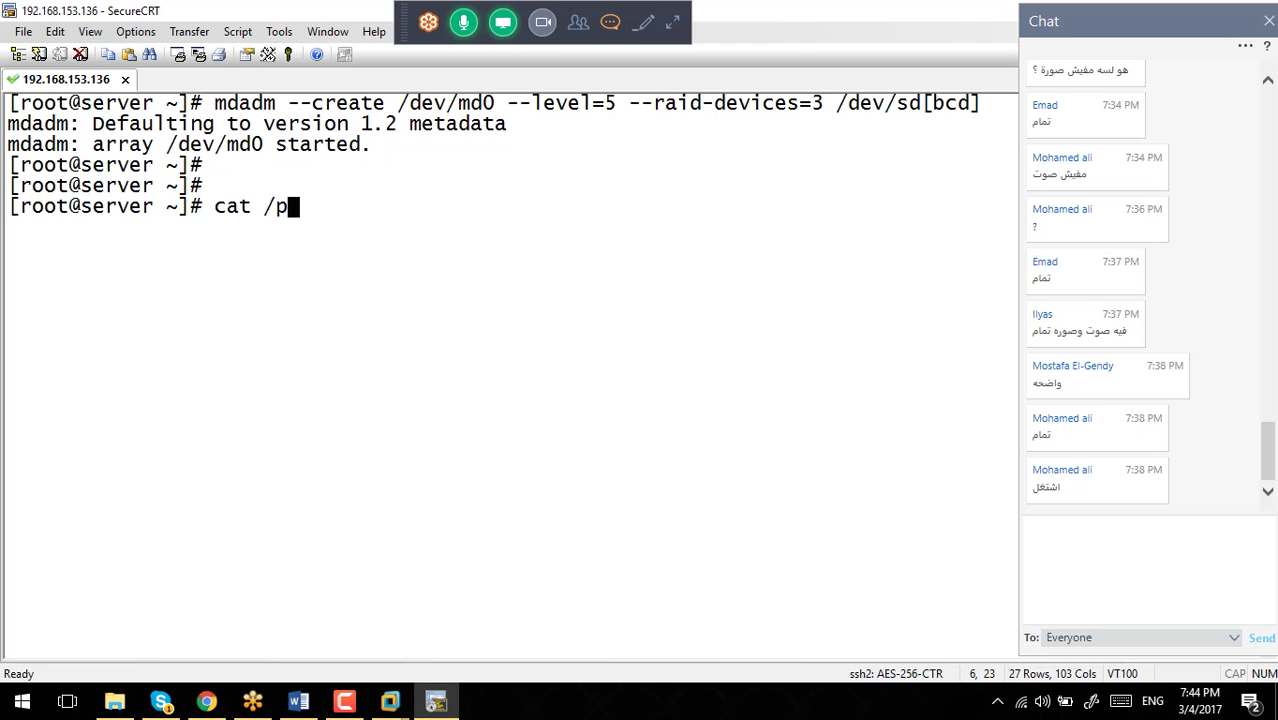 192.168.153.136 - SecureCRT
File Edit View Options Transfer Script Tools Window Help
192.168.153.136
[root@server ~]# mdadm --create /dev/md0 --level=5 --raid-devices=3 /dev/sd[bcd]
mdadm: Defaulting to version 1.2 metadata
mdadm: array /dev/md0 started.
[root@server ~]#
[root@server ~]#
[root@server ~]# cat /p
Chat
هو لسه مفيش صورة ؟
Emad 7:34 PM
تمام
Mohamed ali 7:34 PM
مفيش صوت
Mohamed ali 7:36 PM
?
Emad 7:37 PM
تمام
Ilyas 7:37 PM
فيه صوت وصوره تمام
Mostafa El-Gendy 7:38 PM
واضحه
Mohamed ali 7:38 PM
تمام
Mohamed ali 7:38 PM
اشتغل
To: Everyone Send
Ready ssh2: AES-256-CTR 6, 23 27 Rows, 103 Cols VT100 CAP NUM
ENG 7:44 PM
3/4/2017 2